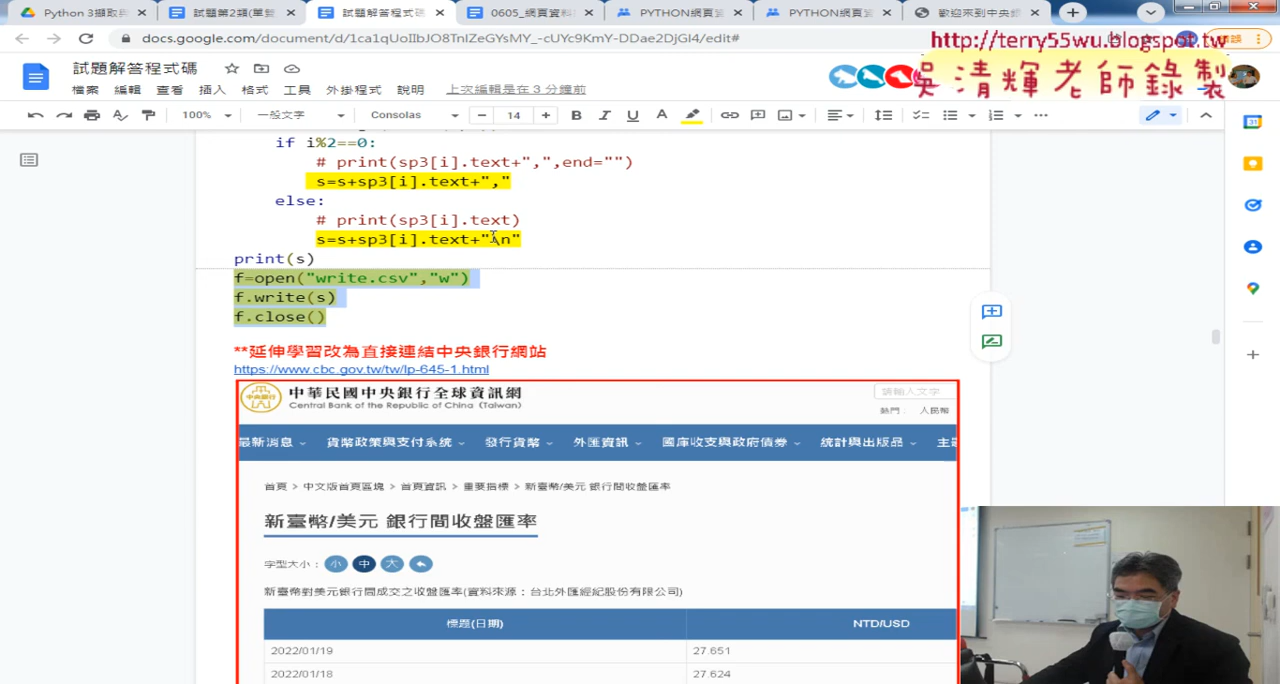 Python 3擷取與
試題第2類(單雙
試題解答程式碼
0605_網頁資料
PYTHON網頁
PYTHON網頁
歡迎來到中央
docs.google.com/document/d/1ca1qUoIIbJO8TnIZeGYsMY_-cUYc9KmY-DDae2DjGI4/edit#
http://terry55wu.blogspot.tw
吳清輝老師錄製
試題解答程式碼
檔案 編輯 查看 插入 格式 工具 外掛程式 說明 上次編輯是在 3 分鐘前
100% 一般文字 Consolas 14 B I U A
if i%2==0:
# print(sp3[i].text+",",end="")
s=s+sp3[i].text+","
else:
# print(sp3[i].text)
s=s+sp3[i].text+"\n"
print(s)
f=open("write.csv","w")
f.write(s)
f.close()
**延伸學習改為直接連結中央銀行網站
https://www.cbc.gov.tw/tw/lp-645-1.html
中華民國中央銀行全球資訊網
Central Bank of the Republic of China (Taiwan)
請輸入文字
熱門： 人民幣
最新消息 貨幣政策與支付系統 發行貨幣 外匯資訊 國庫收支與政府債券 統計與出版品 主
首頁 > 中文版首頁區塊 > 首頁資訊 > 重要指標 > 新臺幣/美元 銀行間收盤匯率
新臺幣/美元 銀行間收盤匯率
字型大小： 小 中 大
新臺幣對美元銀行間成交之收盤匯率(資料來源：台北外匯經紀股份有限公司)
標題(日期) NTD/USD
2022/01/19 27.651
2022/01/18 27.624